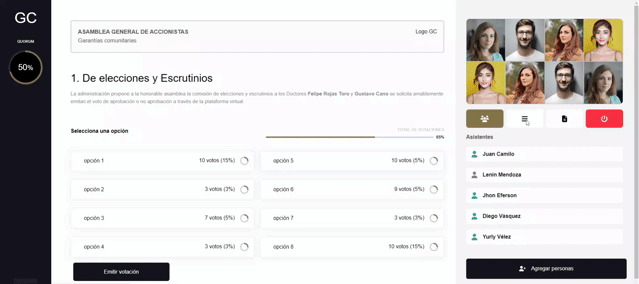 GC
QUORUM
50%
ASAMBLEA GENERAL DE ACCIONISTAS
Garantías comunitarias
Logo GC
1. De elecciones y Escrutinios
La administración propone a la honorable asamblea la comisión de elecciones y escrutinios a los Doctores Felipe Rojas Toro y Gustavo Cano se solicita amablemente
emitan el voto de aprobación o no aprobación a través de la plataforma virtual.
Selecciona una opción
TOTAL DE VOTACIONES
65%
opción 1 10 votos (15%)
opción 5 10 votos (5%)
opción 2 3 votos (3%)
opción 6 9 votos (5%)
opción 3 7 votos (5%)
opción 7 3 votos (3%)
opción 4 3 votos (3%)
opción 8 10 votos (15%)
Emitir votación
Asistentes
Juan Camilo
Lenin Mendoza
Jhon Eferson
Diego Vasquez
Yurly Vélez
Agregar personas